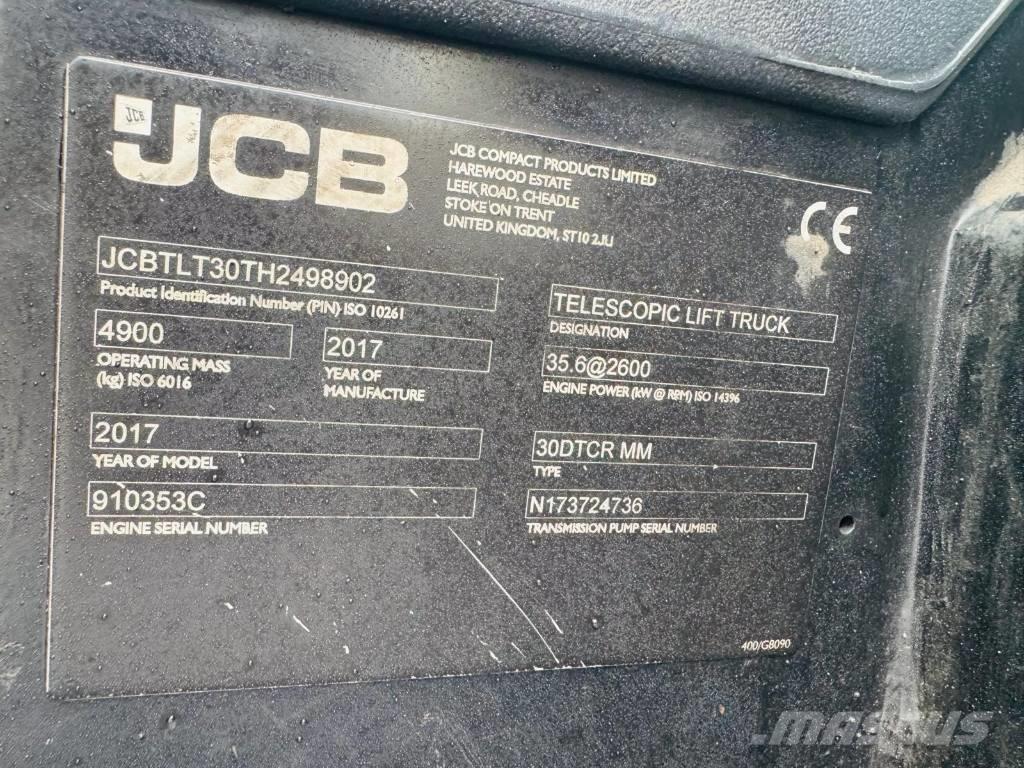 JCB
JCB
JCB COMPACT PRODUCTS LIMITED
HAREWOOD ESTATE
LEEK ROAD, CHEADLE
STOKE ON TRENT
UNITED KINGDOM, ST10 2JU
CE
JCBTLT30TH2498902
Product Identification Number (PIN) ISO 10261
4900
OPERATING MASS
(kg) ISO 6016
2017
YEAR OF
MANUFACTURE
2017
YEAR OF MODEL
910353C
ENGINE SERIAL NUMBER
TELESCOPIC LIFT TRUCK
DESIGNATION
35.6@2600
ENGINE POWER (kW @ RPM) ISO 14396
30DTCR MM
TYPE
N173724736
TRANSMISSION PUMP SERIAL NUMBER
400/G8090
MASCUS